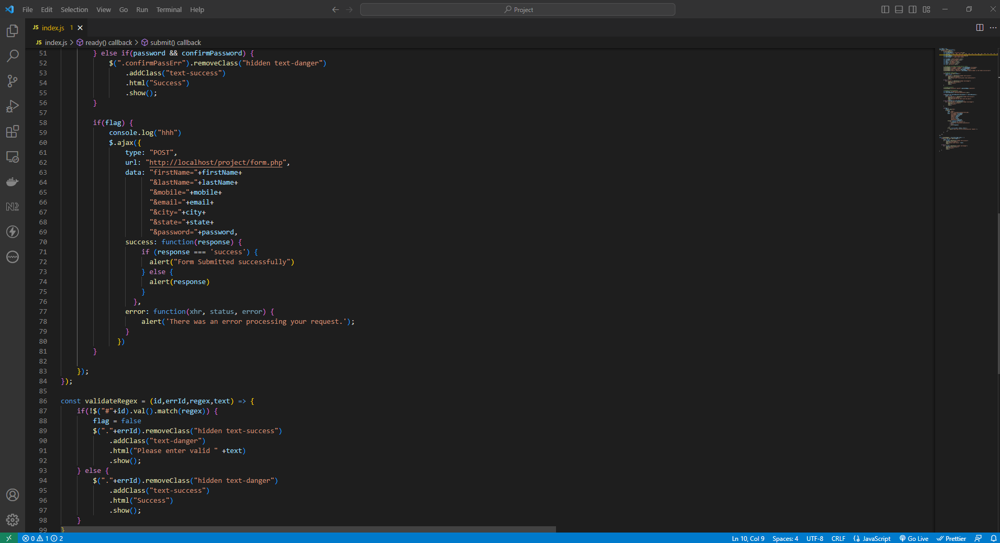 File Edit Selection View Go Run Terminal Help
Project
JS index.js 1
JS index.js > ready() callback > submit() callback
51 } else if(password && confirmPassword) {
52 $(".confirmPassErr").removeClass("hidden text-danger")
53 .addClass("text-success")
54 .html("Success")
55 .show();
56 }
57
58 if(flag) {
59 console.log("hhh")
60 $.ajax({
61 type: "POST",
62 url: "http://localhost/project/form.php",
63 data: "firstName="+firstName+
64 "&lastName="+lastName+
65 "&mobile="+mobile+
66 "&email="+email+
67 "&city="+city+
68 "&state="+state+
69 "&password="+password,
70 success: function(response) {
71 if (response === 'success') {
72 alert("Form Submitted successfully")
73 } else {
74 alert(response)
75 }
76 },
77 error: function(xhr, status, error) {
78 alert('There was an error processing your request.');
79 }
80 })
81 }
82
83 });
84 });
85
86 const validateRegex = (id,errId,regex,text) => {
87 if(!$("#"+id).val().match(regex)) {
88 flag = false
89 $("."+errId).removeClass("hidden text-success")
90 .addClass("text-danger")
91 .html("Please enter valid " +text)
92 .show();
93 } else {
94 $("."+errId).removeClass("hidden text-danger")
95 .addClass("text-success")
96 .html("Success")
97 .show();
98 }
99 }
0 1 2 Ln 10, Col 9 Spaces: 4 UTF-8 CRLF JavaScript Go Live Prettier